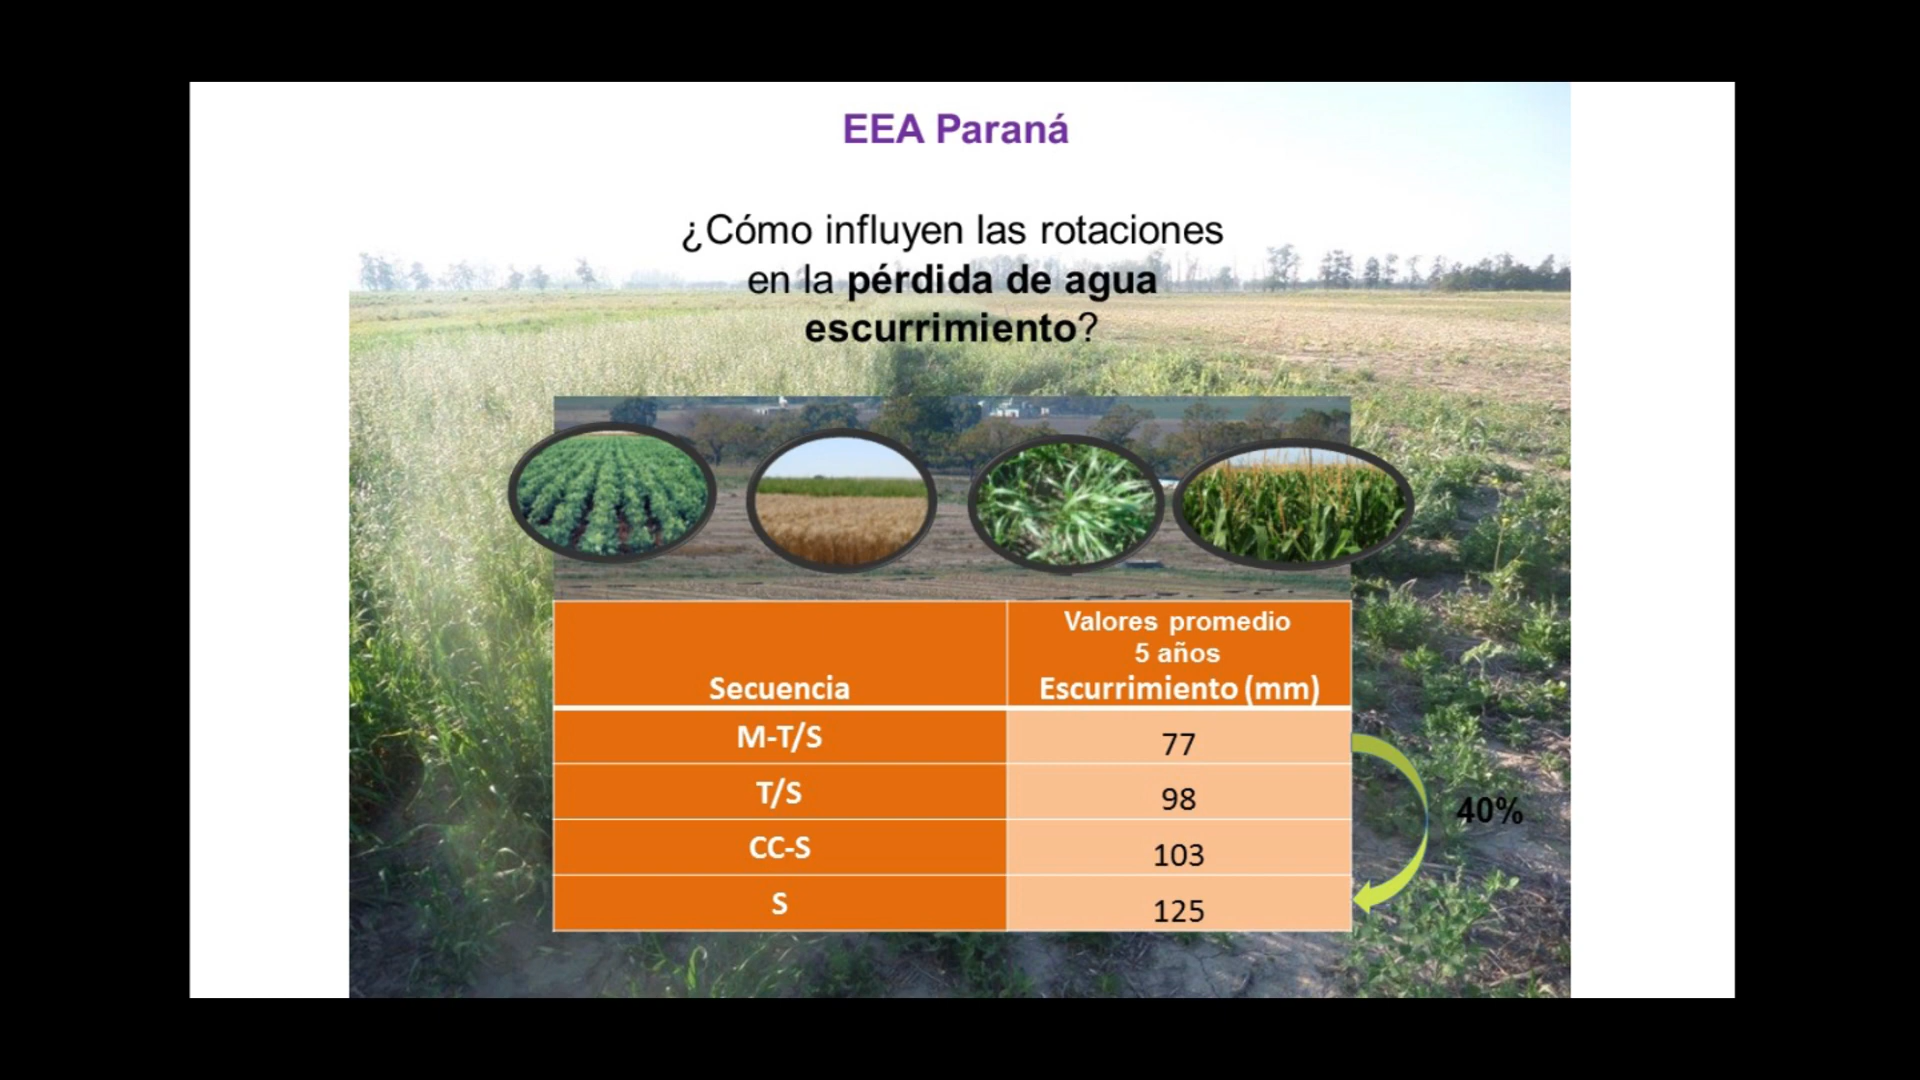 EEA Paraná
¿Cómo influyen las rotaciones
en la pérdida de agua
escurrimiento?
Valores promedio
5 años
Secuencia Escurrimiento (mm)
M-T/S 77
T/S 98
40%
CC-S 103
S 125